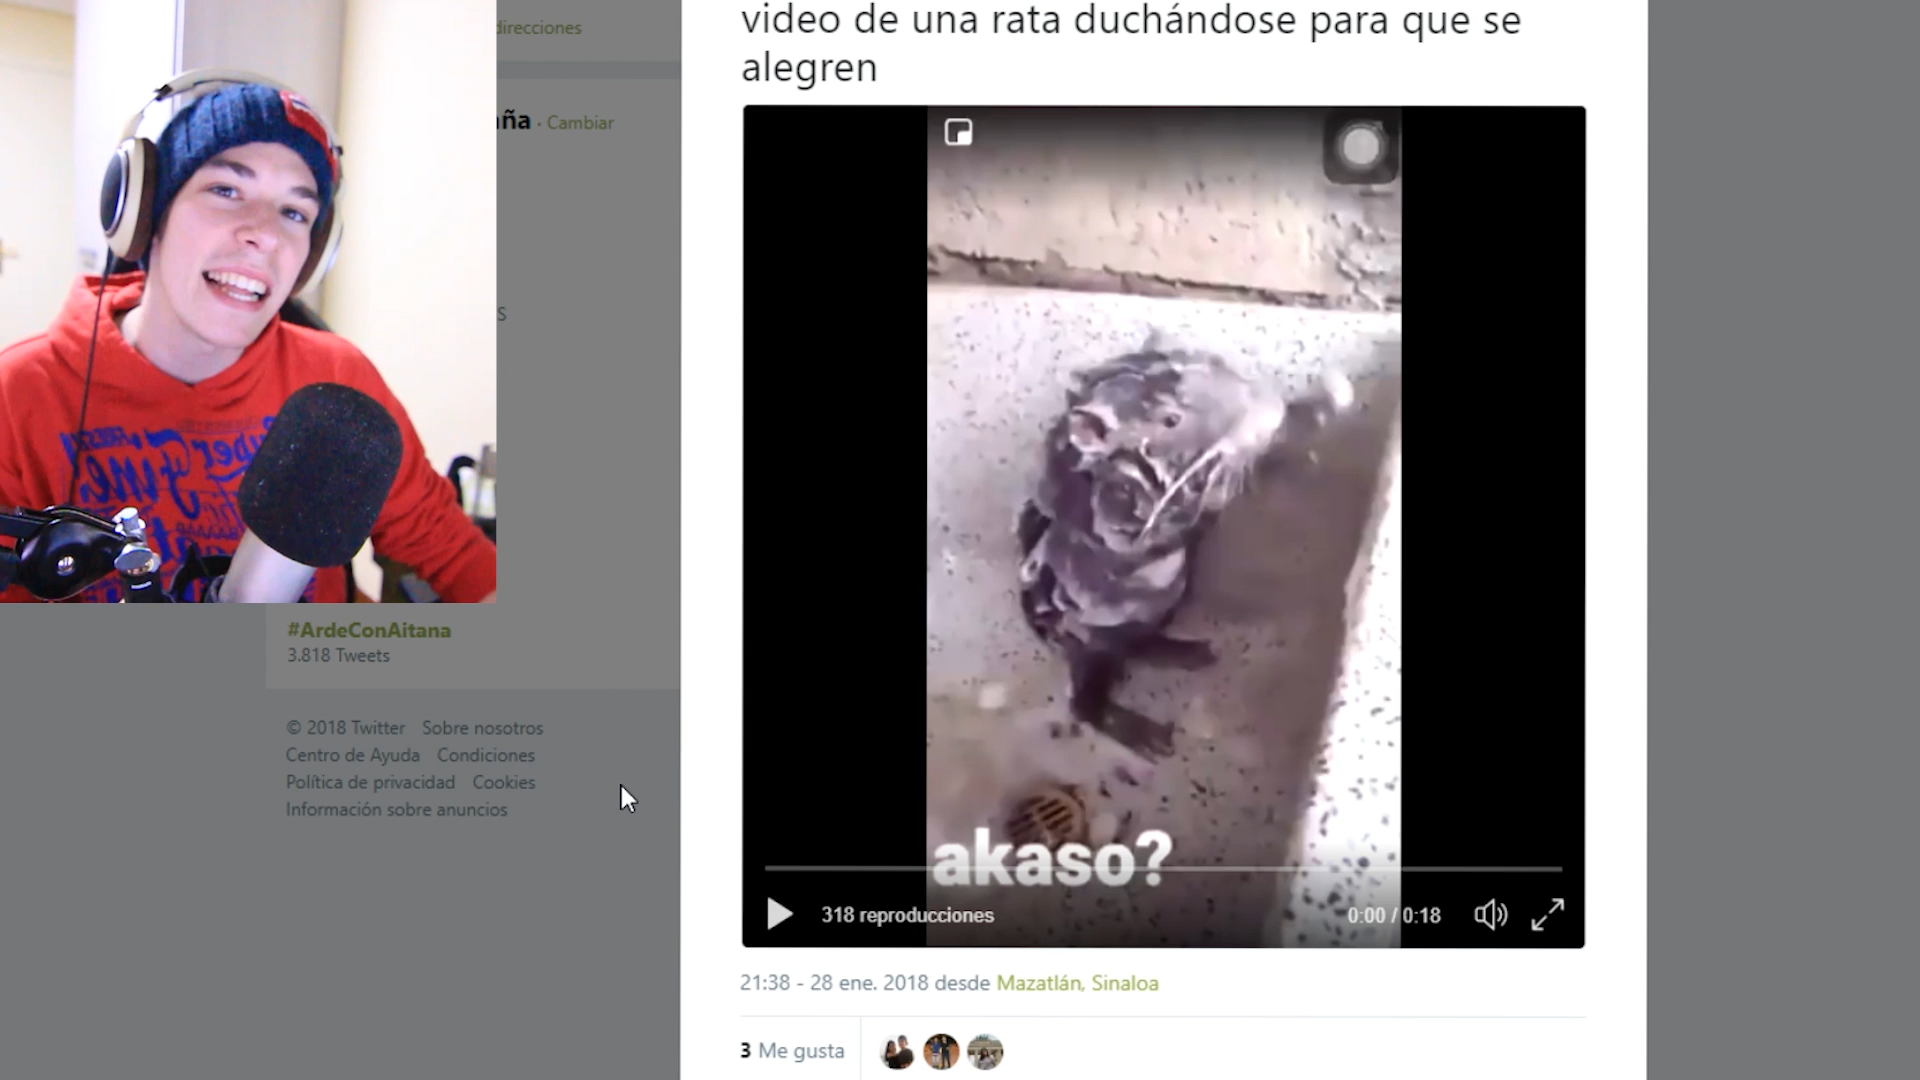 direcciones
video de una rata duchándose para que se
alegren
ña · Cambiar
s
akaso?
318 reproducciones
0:00 / 0:18
#ArdeConAitana
3.818 Tweets
© 2018 Twitter Sobre nosotros
Centro de Ayuda Condiciones
Política de privacidad Cookies
Información sobre anuncios
21:38 - 28 ene. 2018 desde Mazatlán, Sinaloa
3 Me gusta